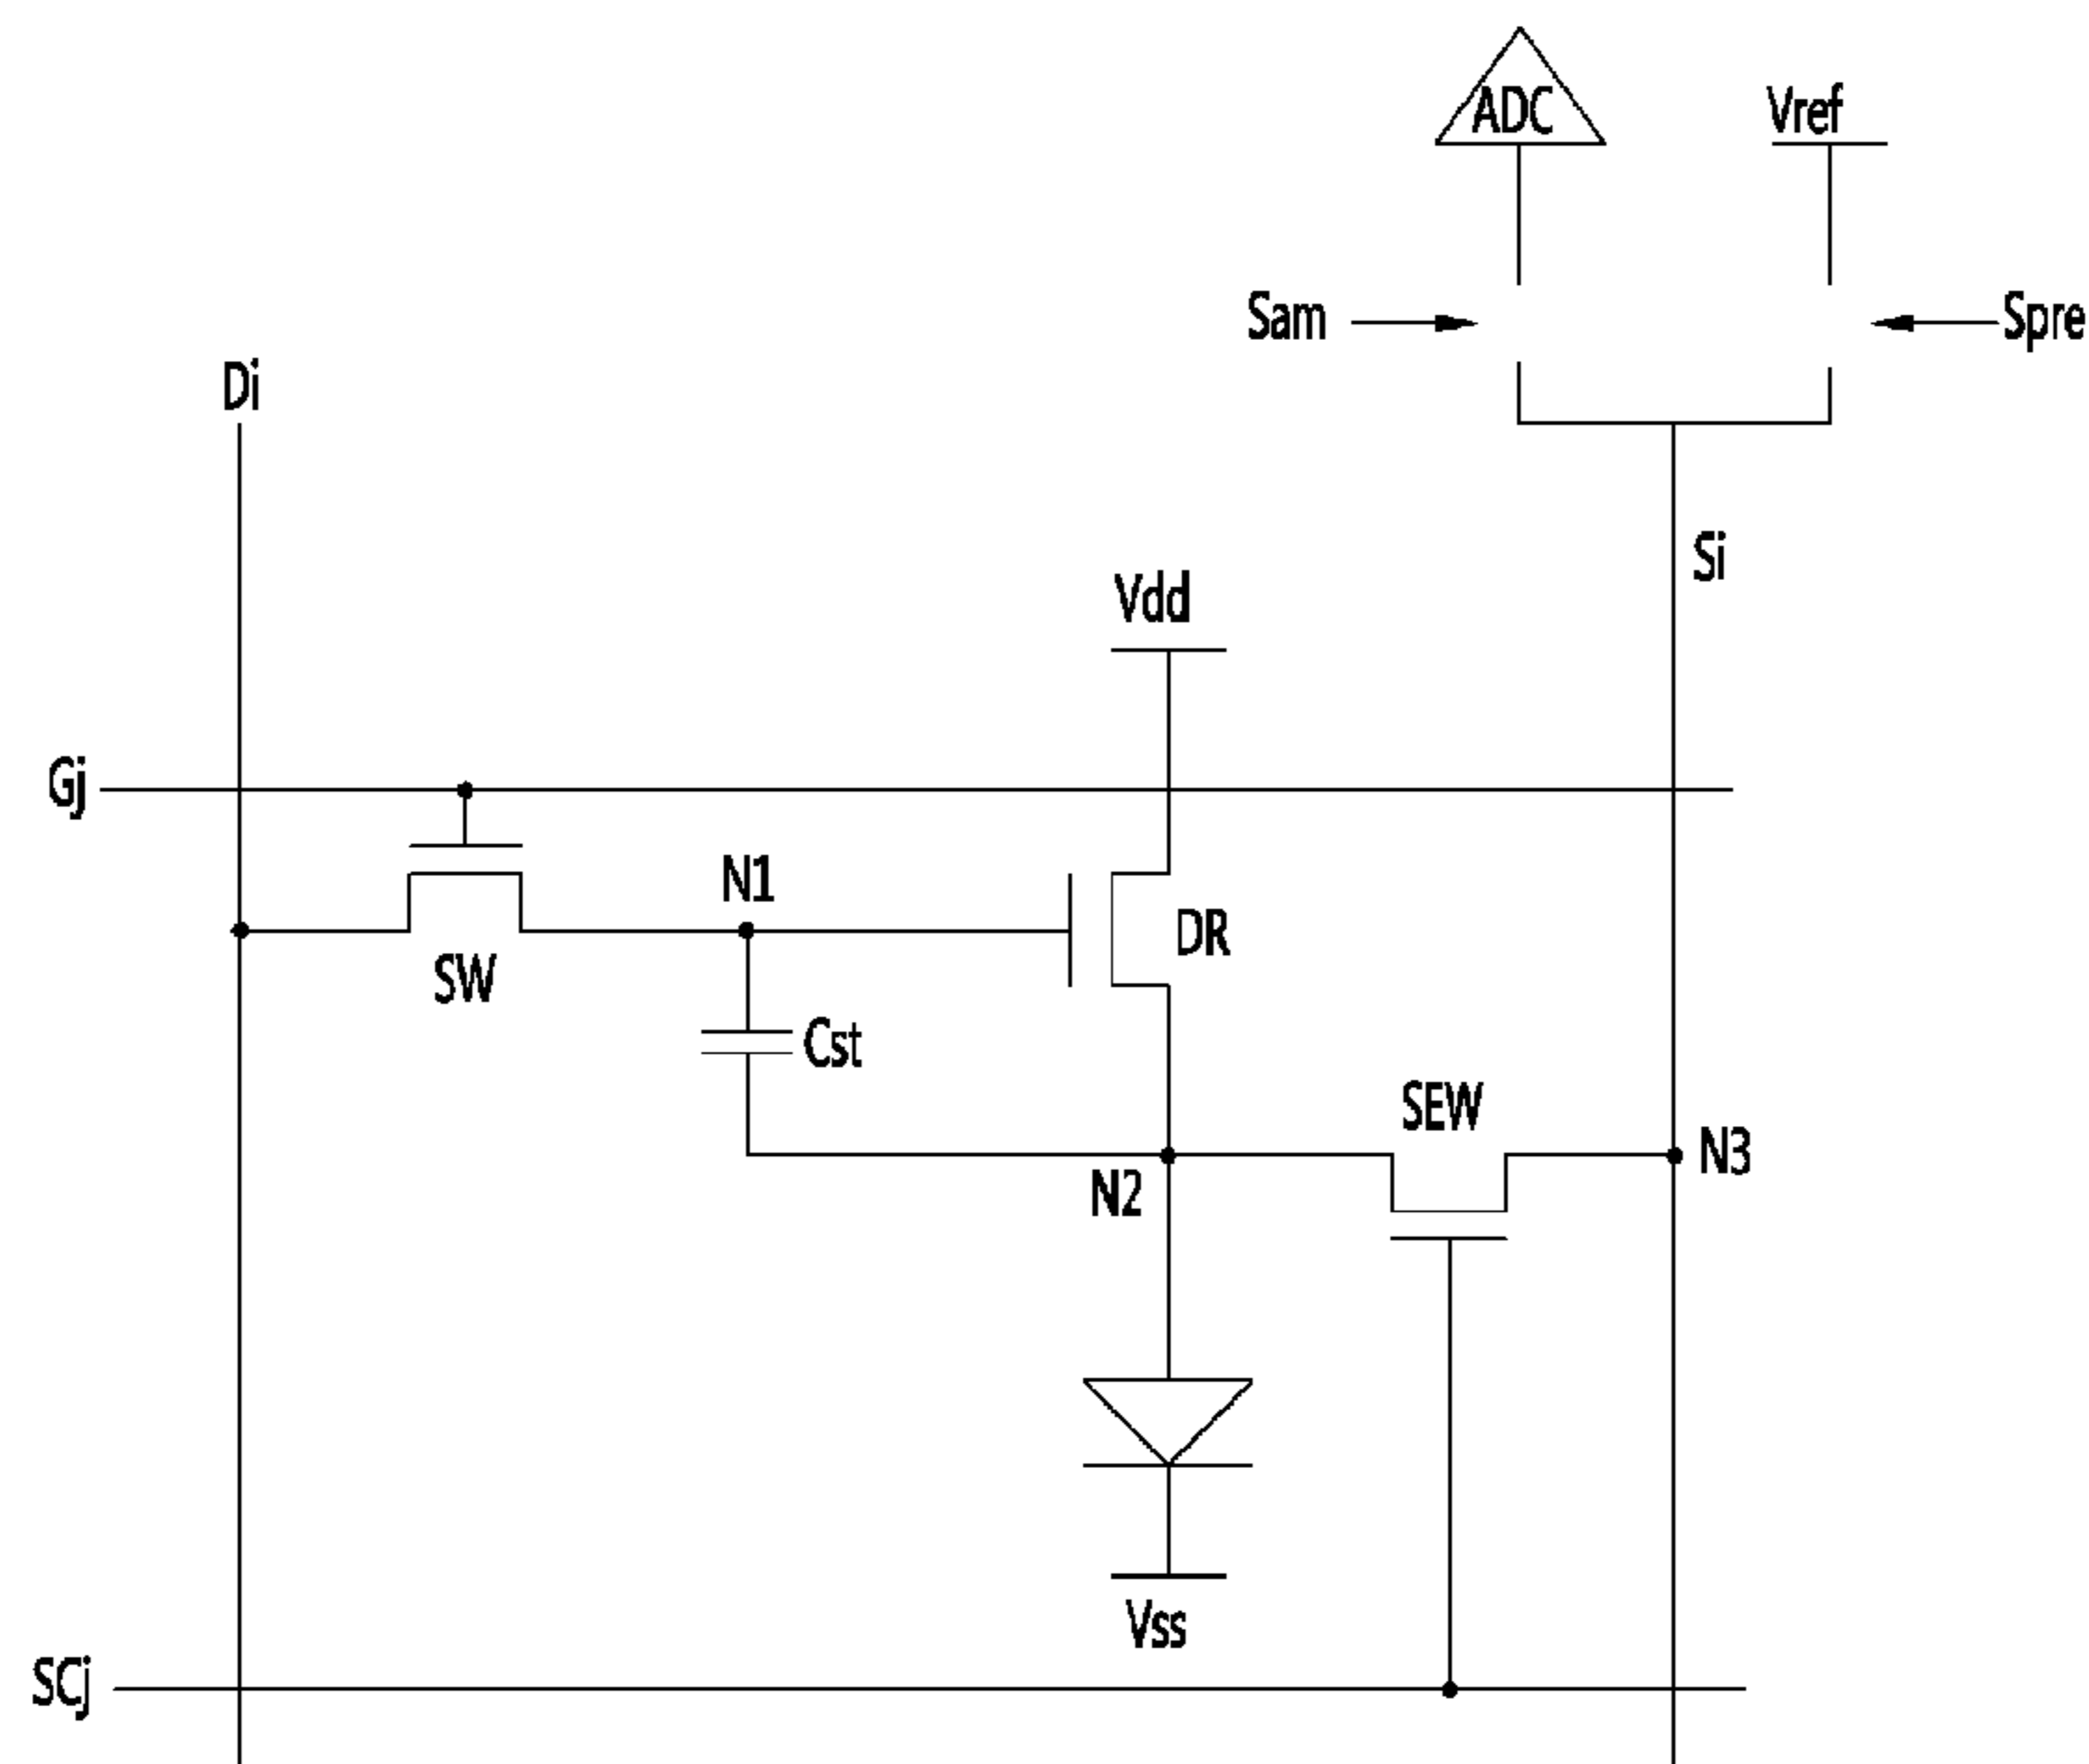 ADC
Vref
Sam
Spre
Di
Si
Vdd
Gj
N1
DR
SW
Cst
SEW
N3
N2
Vss
SCj